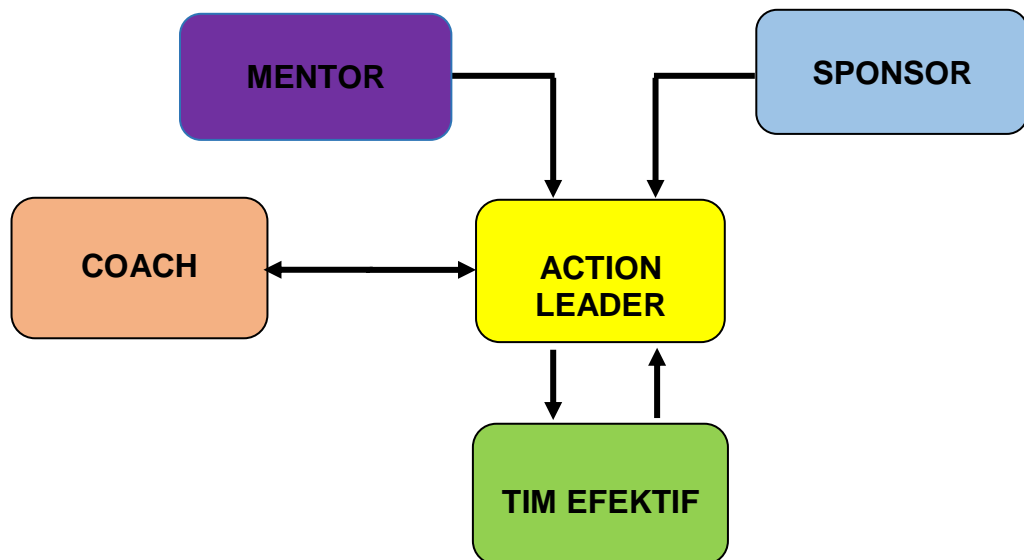 MENTOR
SPONSOR
COACH
ACTION
LEADER
TIM EFEKTIF